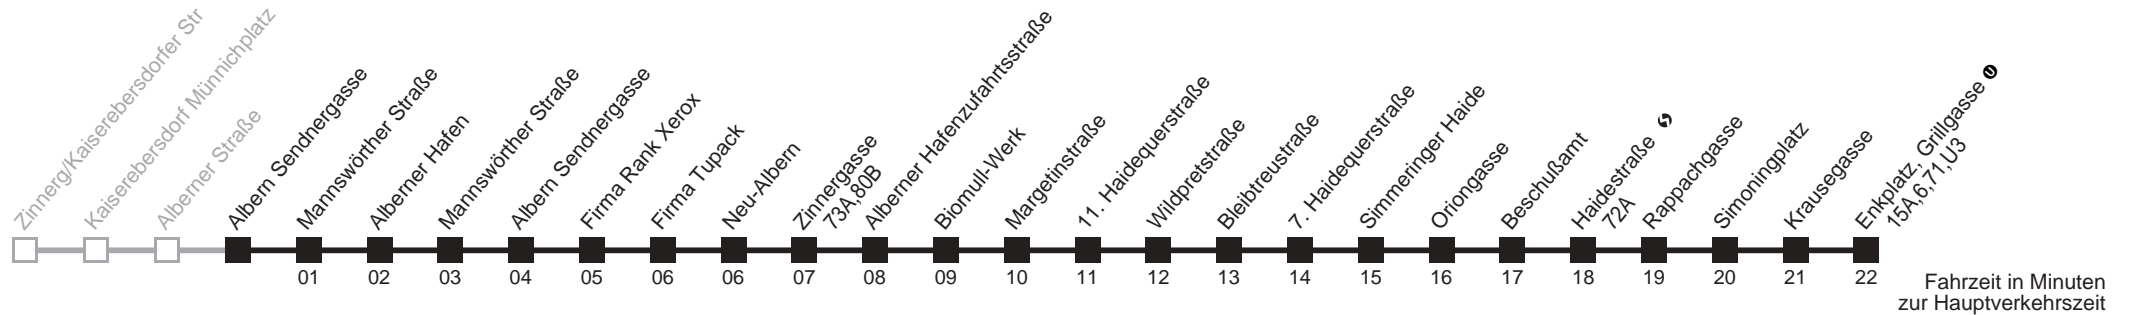 Zinnerg/Kaiserebersdorfer Str
Kaiserebersdorf Münnichplatz
Alberner Straße
Albern Sendnergasse
Mannswörther Straße
Alberner Hafen
Mannswörther Straße
Albern Sendnergasse
Firma Rank Xerox
Firma Tupack
Neu-Albern
Zinnergasse
73A,80B
Alberner Hafenzufahrtsstraße
Biomull-Werk
Margetinstraße
11. Haidequerstraße
Wildpretstraße
Bleibtreustraße
7. Haidequerstraße
Simmeringer Haide
Oriongasse
Beschußamt
Haidestraße
72A
Rappachgasse
Simoningplatz
Krausegasse
Enkplatz, Grillgasse U
15A,6,71,U3
01 02 03 04 05 06 06 07 08 09 10 11 12 13 14 15 16 17 18 19 20 21 22
Fahrzeit in Minuten
zur Hauptverkehrszeit